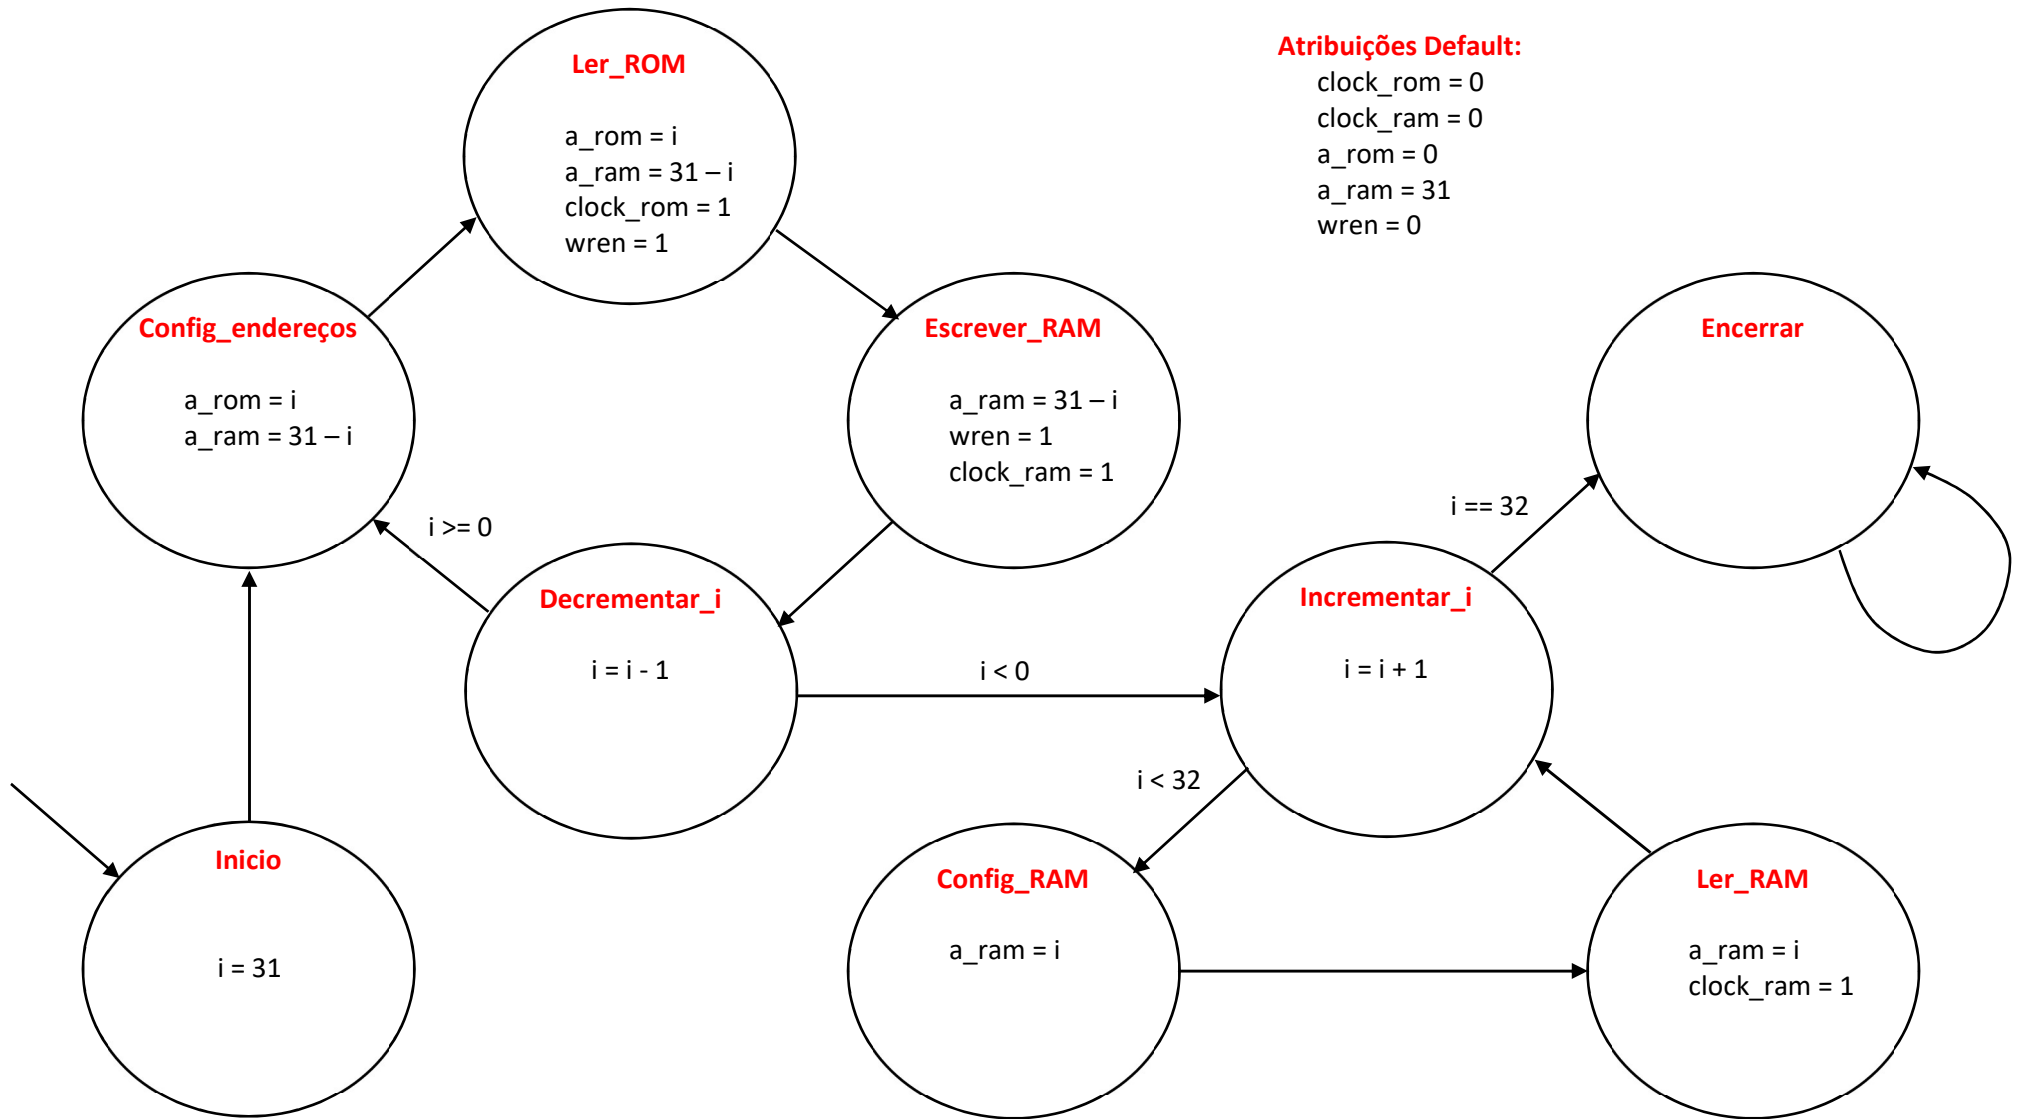 Ler_ROM
a_rom = i
a_ram = 31 – i
clock_rom = 1
wren = 1
Atribuições Default:
clock_rom = 0
clock_ram = 0
a_rom = 0
a_ram = 31
wren = 0
Config_endereços
a_rom = i
a_ram = 31 – i
Escrever_RAM
a_ram = 31 – i
wren = 1
clock_ram = 1
Encerrar
i >= 0
i == 32
Decrementar_i
i = i - 1
i < 0
Incrementar_i
i = i + 1
i < 32
Inicio
i = 31
Config_RAM
a_ram = i
Ler_RAM
a_ram = i
clock_ram = 1